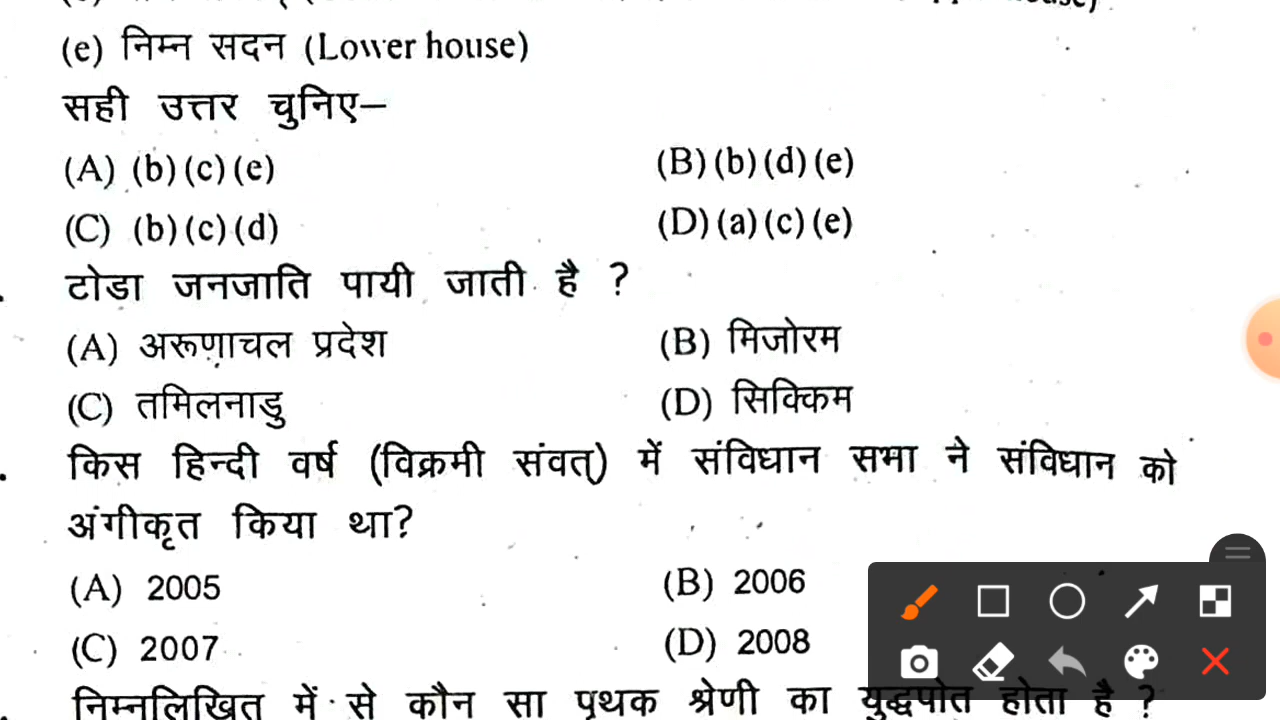 (e) निम्न सदन (Lower house)
सही उत्तर चुनिए–
(A) (b)(c)(e)
(B)(b)(d)(e)
(C) (b)(c)(d)
(D)(a)(c)(e)
टोडा जनजाति पायी जाती है ?
(A) अरूणाचल प्रदेश
(B) मिजोरम
(C) तमिलनाडु
(D) सिक्किम
किस हिन्दी वर्ष (विक्रमी संवत्) में संविधान सभा ने संविधान को
अंगीकृत किया था?
(A) 2005
(B) 2006
(C) 2007
(D) 2008
निम्नलिखित में से कौन सा पृथक श्रेणी का युद्धपोत होता है ?